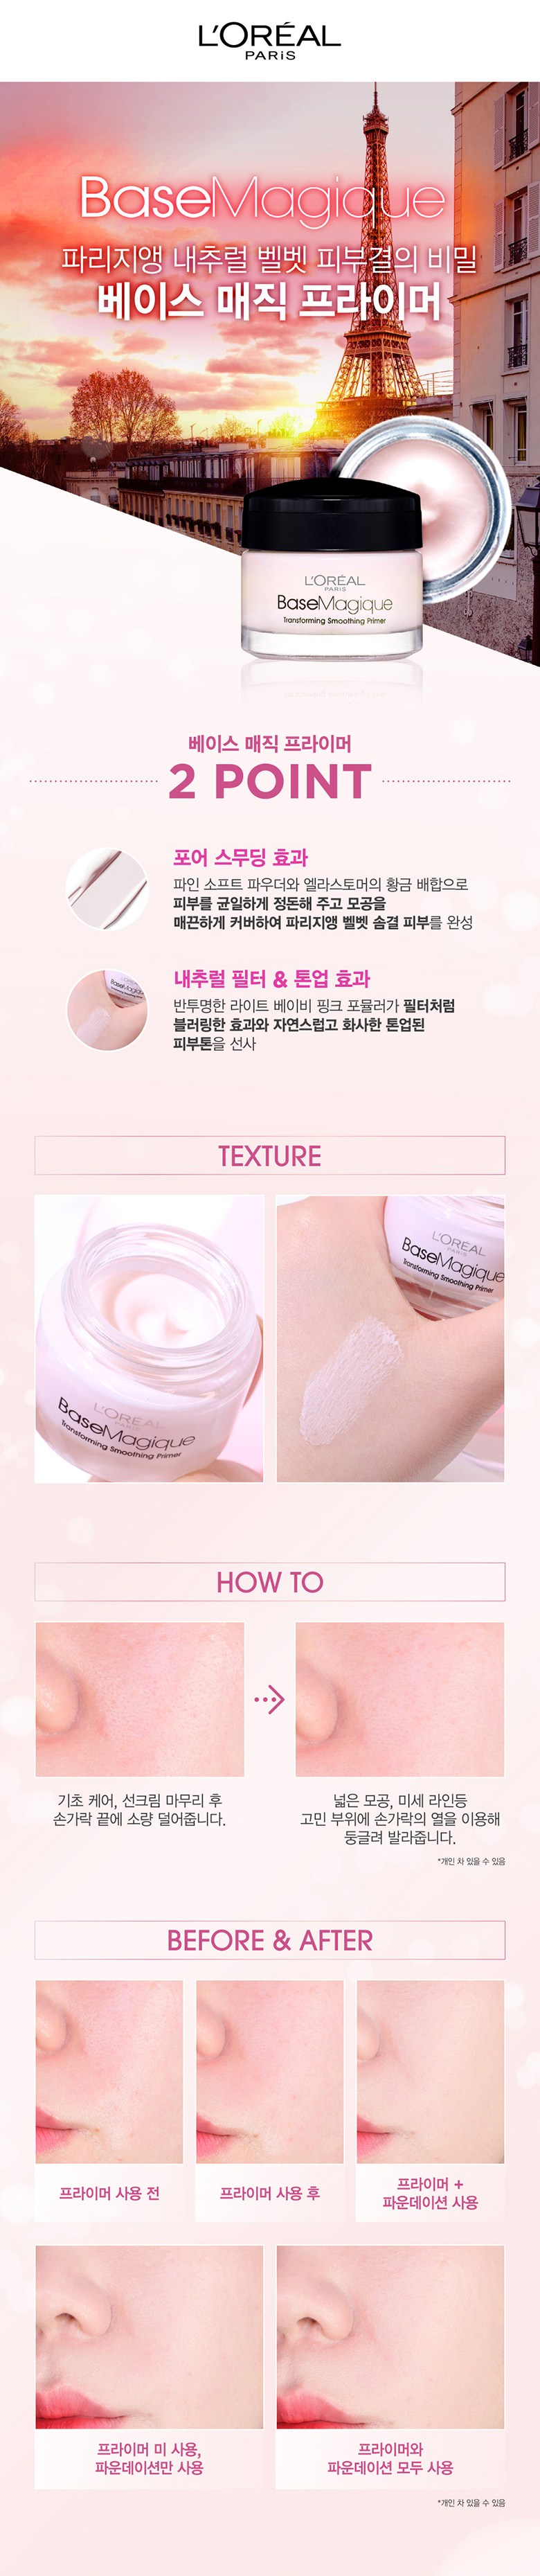 L'ORÉAL
PARiS
BaseMagique
파리지앵 내추럴 벨벳 피부결의 비밀
베이스 매직 프라이머
L'ORÉAL
PARIS
BaseMagique
Transforming Smoothing Primer
베이스 매직 프라이머
2 POINT
포어 스무딩 효과
파인 소프트 파우더와 엘라스토머의 황금 배합으로
피부를 균일하게 정돈해 주고 모공을
매끈하게 커버하여 파리지앵 벨벳 솜결 피부를 완성
BaseMagique
내추럴 필터 & 톤업 효과
반투명한 라이트 베이비 핑크 포뮬러가 필터처럼
블러링한 효과와 자연스럽고 화사한 톤업된
피부톤을 선사
TEXTURE
L'ORÉAL
PARIS
BaseMagique
Transforming Smoothing Primer
L'ORÉAL
PARIS
BaseMagique
Transforming Smoothing Primer
HOW TO
기초 케어, 선크림 마무리 후
손가락 끝에 소량 덜어줍니다.
넓은 모공, 미세 라인등
고민 부위에 손가락의 열을 이용해
둥글려 발라줍니다.
*개인 차 있을 수 있음
BEFORE & AFTER
프라이머 사용 전
프라이머 사용 후
프라이머 +
파운데이션 사용
프라이머 미 사용,
파운데이션만 사용
프라이머와
파운데이션 모두 사용
*개인 차 있을 수 있음